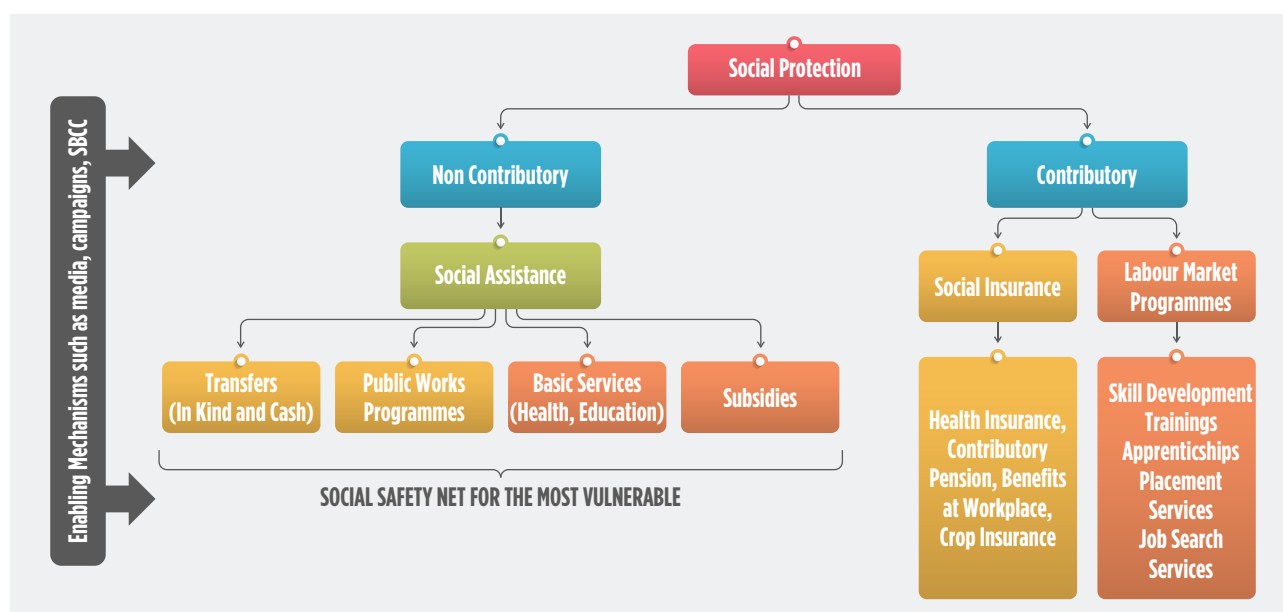 Social Protection
Enabling Mechanisms such as media, campaigns, SBCC
Non Contributory
Contributory
Social Assistance
Social Insurance
Labour Market
Programmes
Transfers
(In Kind and Cash)
Public Works
Programmes
Basic Services
(Health, Education)
Subsidies
SOCIAL SAFETY NET FOR THE MOST VULNERABLE
Health Insurance,
Contributory
Pension, Benefits
at Workplace,
Crop Insurance
Skill Development
Trainings
Apprenticships
Placement
Services
Job Search
Services